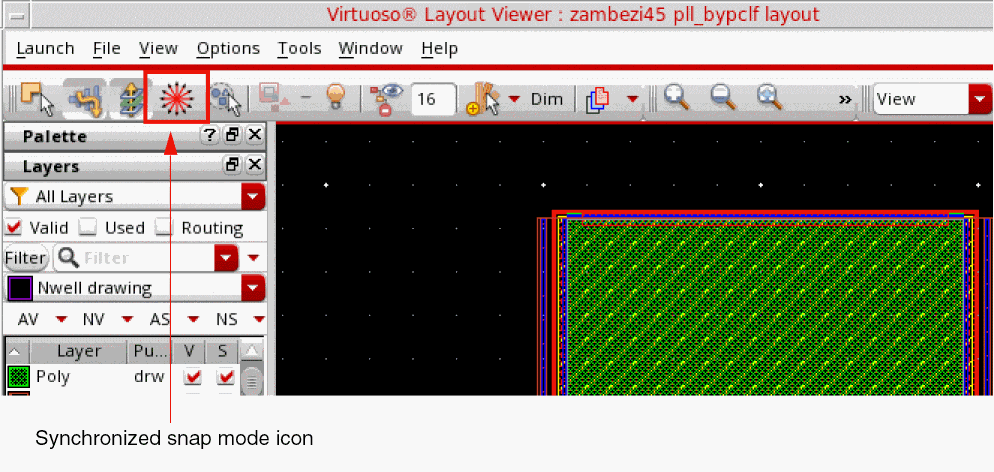 Virtuoso® Layout Viewer : zambezi45 pll_bypclf layout
Launch File View Options Tools Window Help
16 Dim » View
Palette ?
Layers
All Layers
Valid Used Routing
Filter Filter
Nwell drawing
AV NV AS NS
Layer Pu... V S
Poly drw
Synchronized snap mode icon